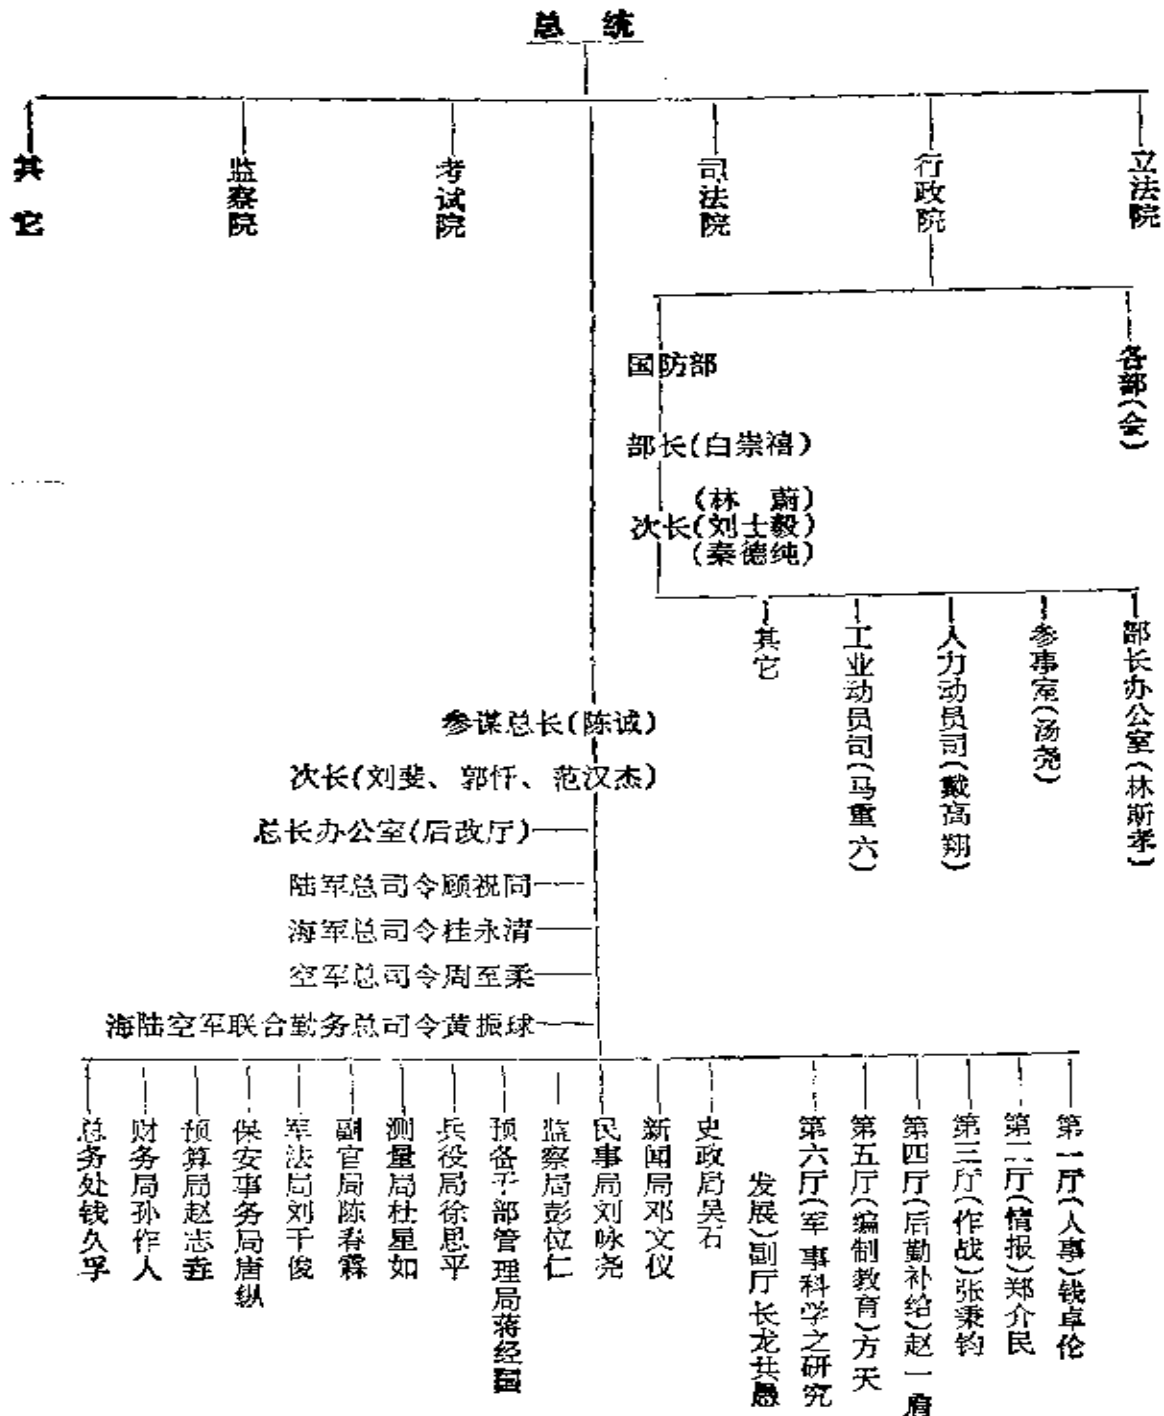 总 统
其 它
监察院
考试院
司法院
行政院
立法院
国防部
各部(会)
部长(白崇禧)
(林 蔚)
次长(刘士毅)
(秦德纯)
其它
工业动员司(马重六)
人力动员司(戴高翔)
参事室(汤尧)
部长办公室(林斯孝)
参谋总长(陈诚)
次长(刘斐、郭忏、范汉杰)
总长办公室(后改厅)
陆军总司令顾祝同
海军总司令桂永清
空军总司令周至柔
海陆空军联合勤务总司令黄振球
总务处钱久孚
财务局孙作人
预算局赵志垚
保安事务局唐纵
军法局刘千俊
副官局陈春霖
测量局杜星如
兵役局徐思平
预备干部管理局蒋经国
监察局彭位仁
民事局刘咏尧
新闻局邓文仪
史政局吴石
第六厅(军事科学之研究
发展)副厅长龙共愚
第五厅(编制教育)方天
第四厅(后勤补给)赵一肩
第三厅(作战)张秉钧
第二厅(情报)郑介民
第一厅(人事)钱卓伦